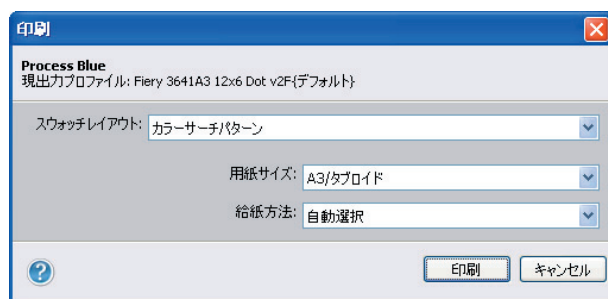 印刷
Process Blue
現出力プロファイル: Fiery 3641A3 12x6 Dot v2F{デフォルト}
スウォッチレイアウト: カラーサーチパターン
用紙サイズ: A3/タブロイド
給紙方法: 自動選択
? 印刷 キャンセル